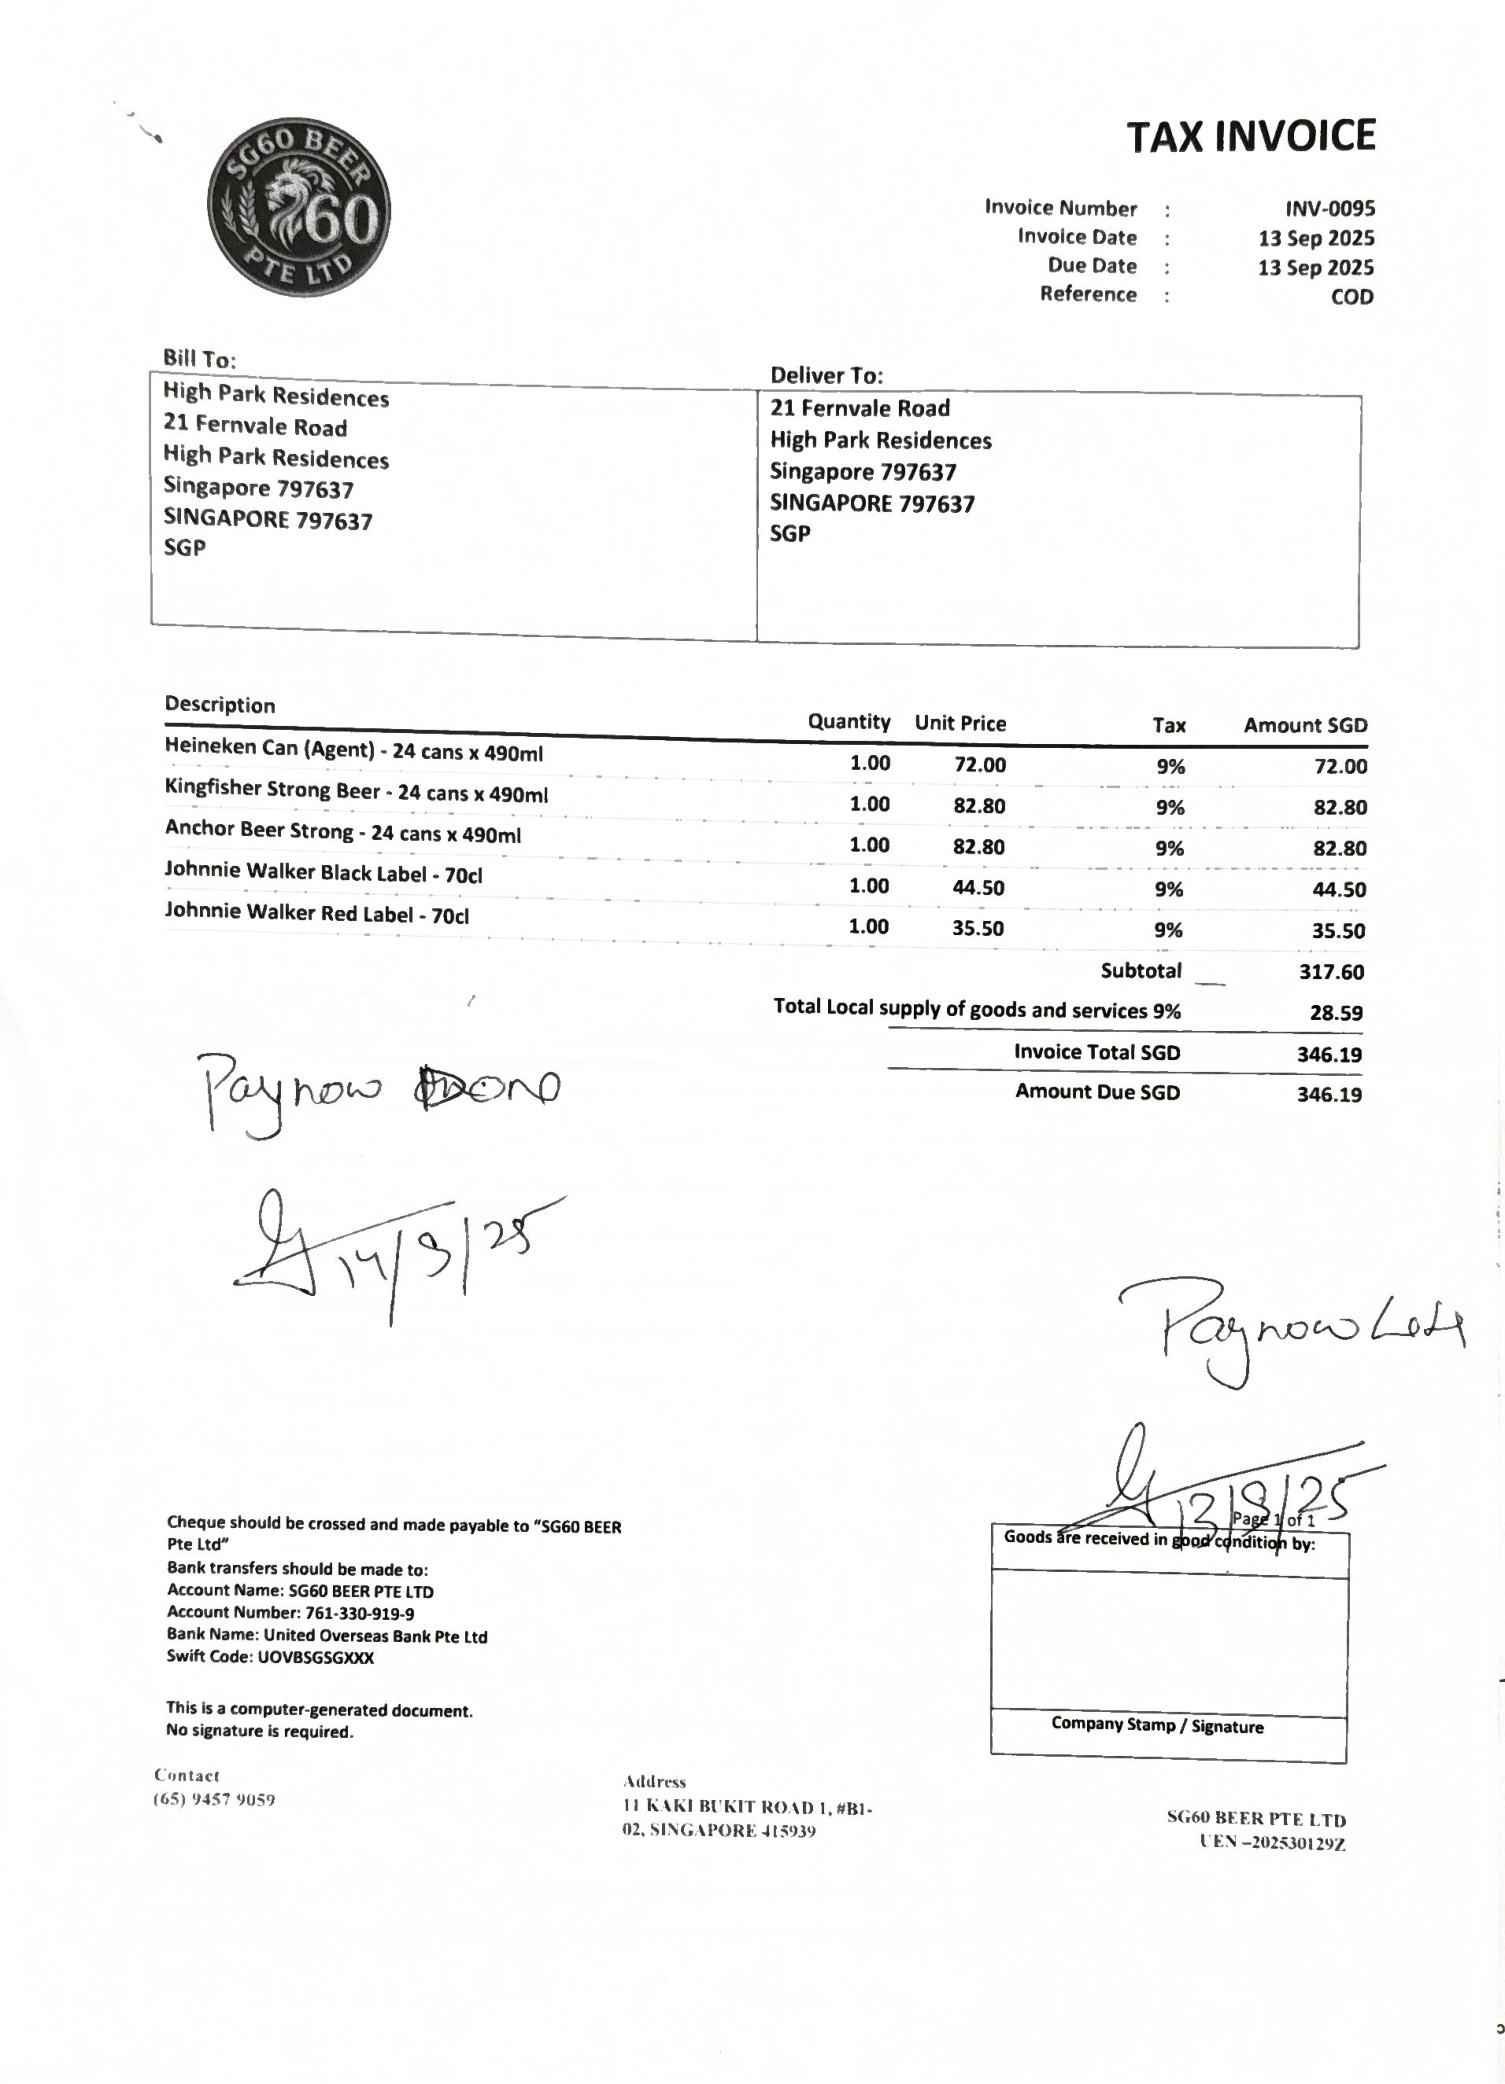 SG60 BEER
60
PTE LTD
TAX INVOICE
Invoice Number : INV-0095
Invoice Date : 13 Sep 2025
Due Date : 13 Sep 2025
Reference : COD
Bill To:
High Park Residences
21 Fernvale Road
High Park Residences
Singapore 797637
SINGAPORE 797637
SGP
Deliver To:
21 Fernvale Road
High Park Residences
Singapore 797637
SINGAPORE 797637
SGP
Description Quantity Unit Price Tax Amount SGD
Heineken Can (Agent) - 24 cans x 490ml 1.00 72.00 9% 72.00
Kingfisher Strong Beer - 24 cans x 490ml 1.00 82.80 9% 82.80
Anchor Beer Strong - 24 cans x 490ml 1.00 82.80 9% 82.80
Johnnie Walker Black Label - 70cl 1.00 44.50 9% 44.50
Johnnie Walker Red Label - 70cl 1.00 35.50 9% 35.50
Subtotal 317.60
Total Local supply of goods and services 9% 28.59
Invoice Total SGD 346.19
Amount Due SGD 346.19
Paynow Done
14/9/25
Paynow
13/9/25
Page 1 of 1
Cheque should be crossed and made payable to “SG60 BEER
Pte Ltd”
Bank transfers should be made to:
Account Name: SG60 BEER PTE LTD
Account Number: 761-330-919-9
Bank Name: United Overseas Bank Pte Ltd
Swift Code: UOVBSGSGXXX
This is a computer-generated document.
No signature is required.
Goods are received in good condition by:
Company Stamp / Signature
Contact
(65) 9457 9059
Address
11 KAKI BUKIT ROAD 1, #B1-
02, SINGAPORE 415939
SG60 BEER PTE LTD
UEN –202530129Z